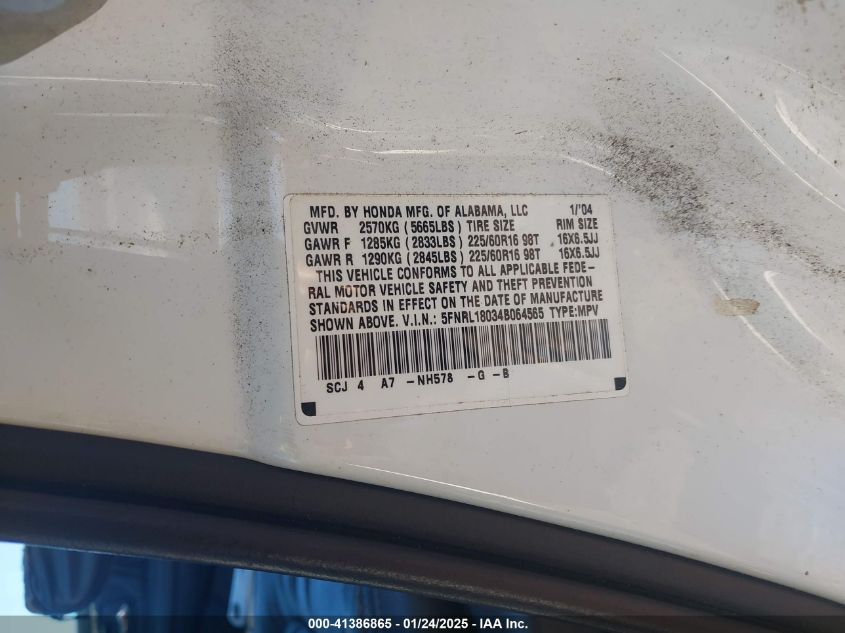 MFD. BY HONDA MFG. OF ALABAMA, LLC 1/'04
GVWR 2570KG (5665LBS) TIRE SIZE RIM SIZE
GAWR F 1285KG (2833LBS) 225/60R16 98T 16X6.5JJ
GAWR R 1290KG (2845LBS) 225/60R16 98T 16X6.5JJ
THIS VEHICLE CONFORMS TO ALL APPLICABLE FEDE-
RAL MOTOR VEHICLE SAFETY AND THEFT PREVENTION
STANDARDS IN EFFECT ON THE DATE OF MANUFACTURE
SHOWN ABOVE. V.I.N.: 5FNRL18034B064565 TYPE:MPV
SCJ 4 A7 -NH578 -G -B
000-41386865 - 01/24/2025 - IAA Inc.